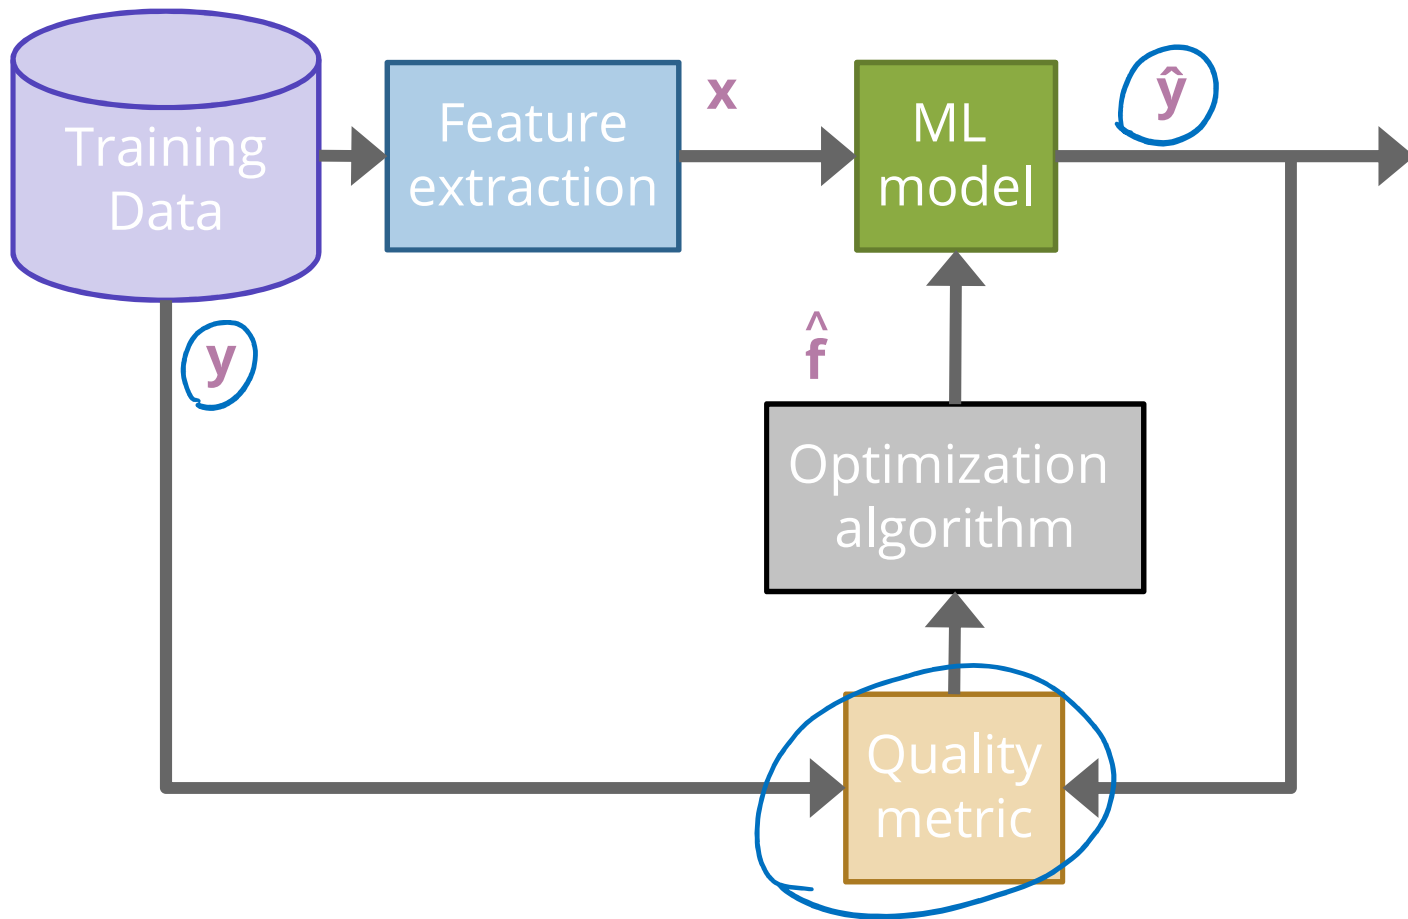 Training
Data
Feature
extraction
x
ML
model
ŷ
y
f̂
Optimization
algorithm
Quality
metric